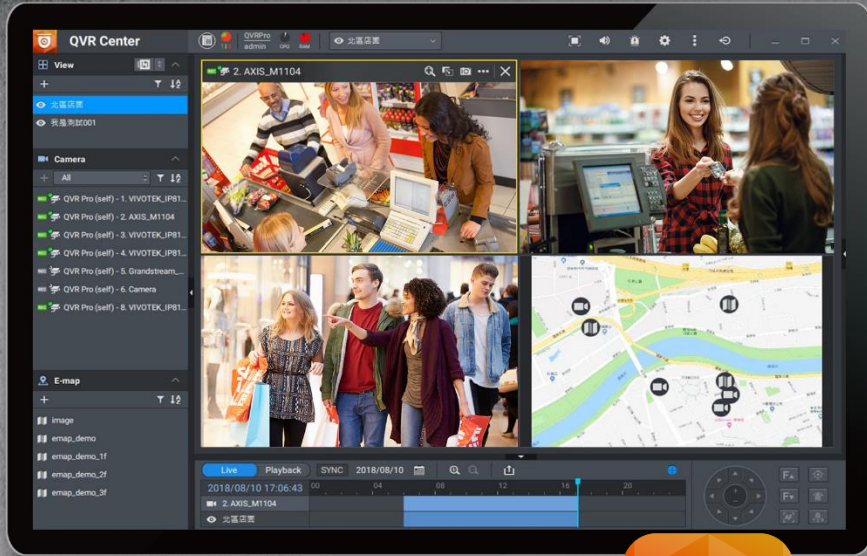 QVR Center
QVRPro
admin
CPU
RAM
北區店面
View
北區店面
我是測試001
Camera
All
QVR Pro (self) - 1. VIVOTEK_IP81...
QVR Pro (self) - 2. AXIS_M1104
QVR Pro (self) - 3. VIVOTEK_IP81...
QVR Pro (self) - 4. VIVOTEK_IP81...
QVR Pro (self) - 5. Grandstream_...
QVR Pro (self) - 6. Camera
QVR Pro (self) - 8. VIVOTEK_IP81...
E-map
image
emap_demo
emap_demo_1f
emap_demo_2f
emap_demo_3f
2. AXIS_M1104
Live Playback SYNC 2018/08/10
2018/08/10 17:06:43 00 04 08 12 16 20
2. AXIS_M1104
北區店面